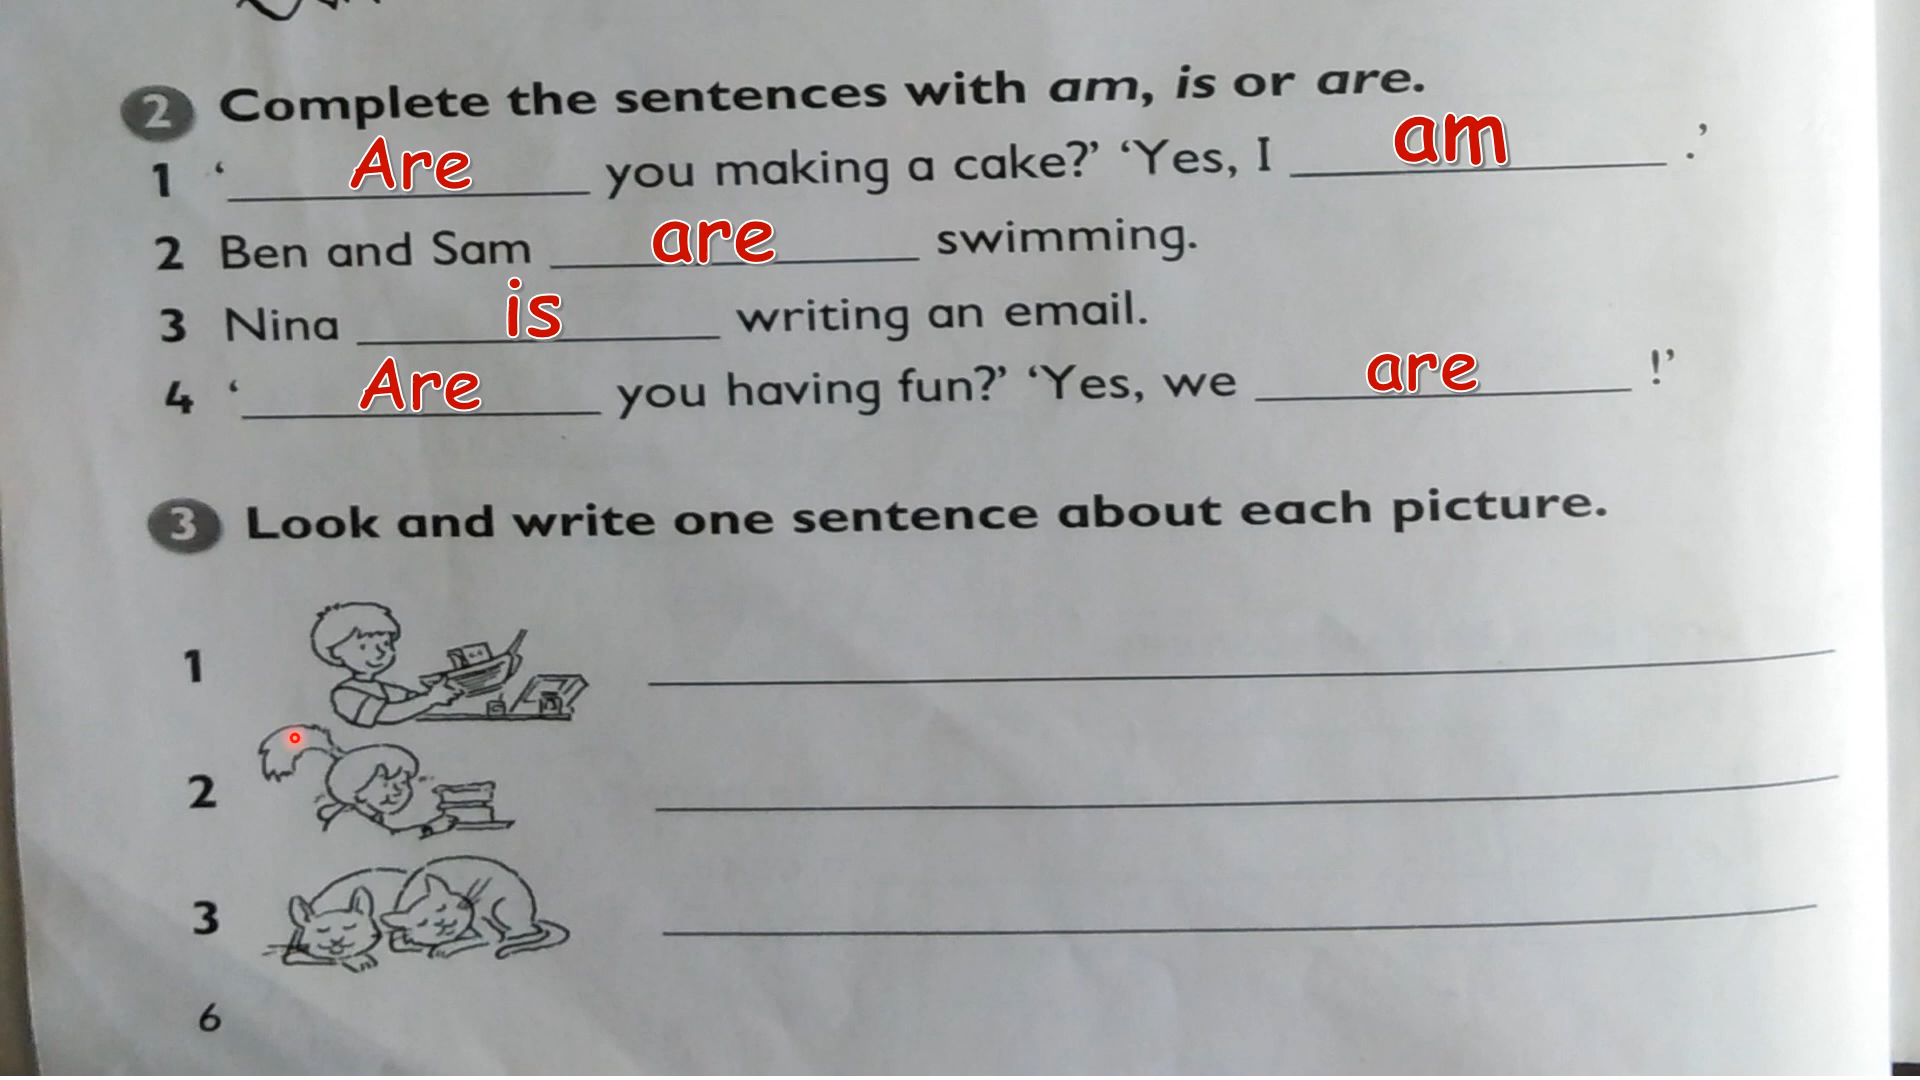 2 Complete the sentences with am, is or are.
1 ‘ Are you making a cake?’ ‘Yes, I am .’
2 Ben and Sam are swimming.
3 Nina is writing an email.
4 ‘ Are you having fun?’ ‘Yes, we are !’
3 Look and write one sentence about each picture.
1
2
3
6